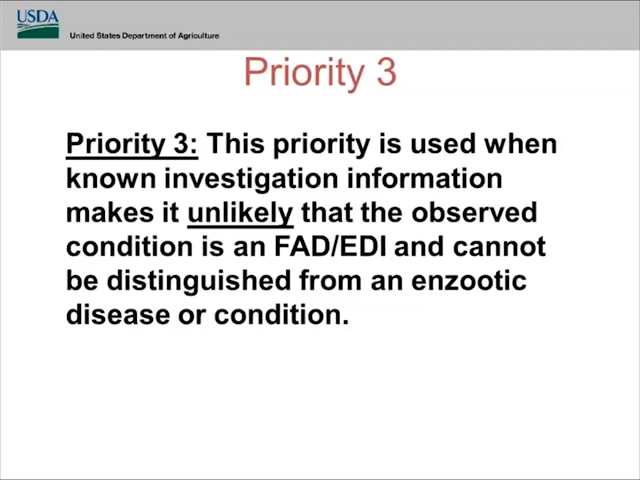 USDA
United States Department of Agriculture
Priority 3
Priority 3: This priority is used when
known investigation information
makes it unlikely that the observed
condition is an FAD/EDI and cannot
be distinguished from an enzootic
disease or condition.